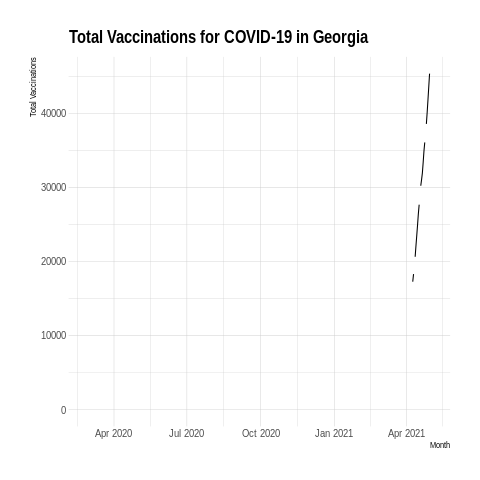 Total Vaccinations for COVID-19 in Georgia
Total Vaccinations
40000
30000
20000
10000
0
Apr 2020 Jul 2020 Oct 2020 Jan 2021 Apr 2021
Month